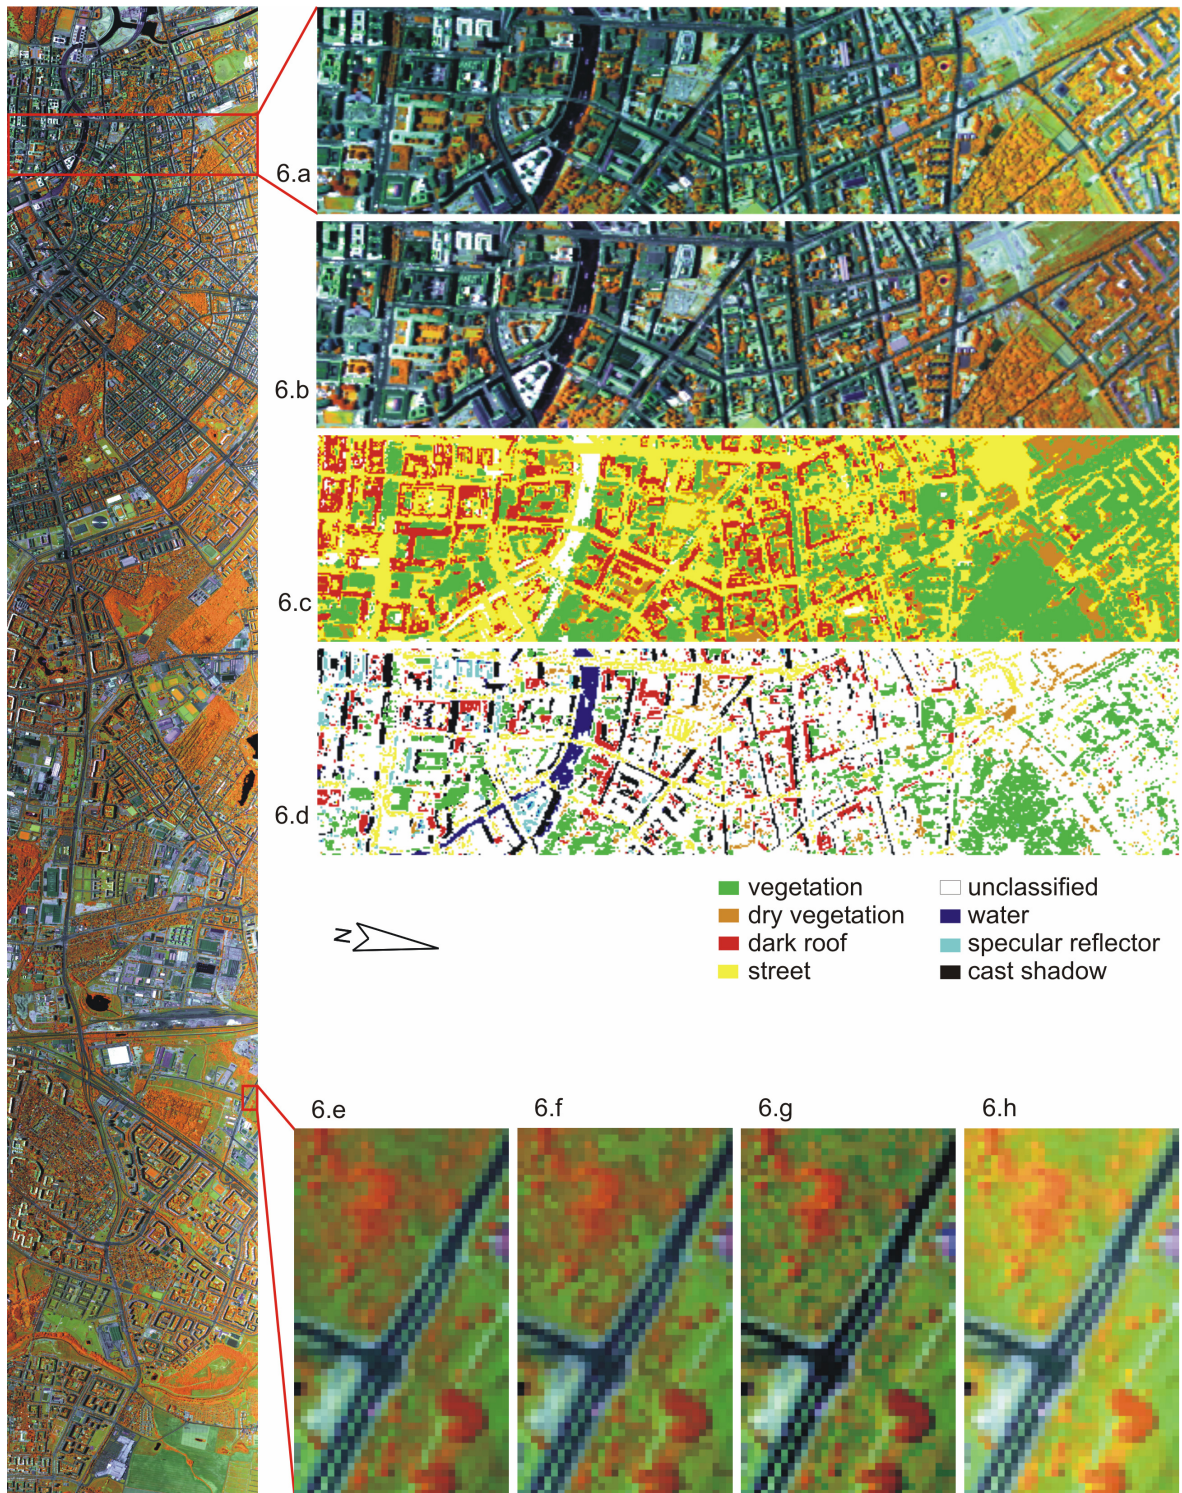 6.a
6.b
6.c
6.d
vegetation
dry vegetation
dark roof
street
unclassified
water
specular reflector
cast shadow
N
6.e
6.f
6.g
6.h